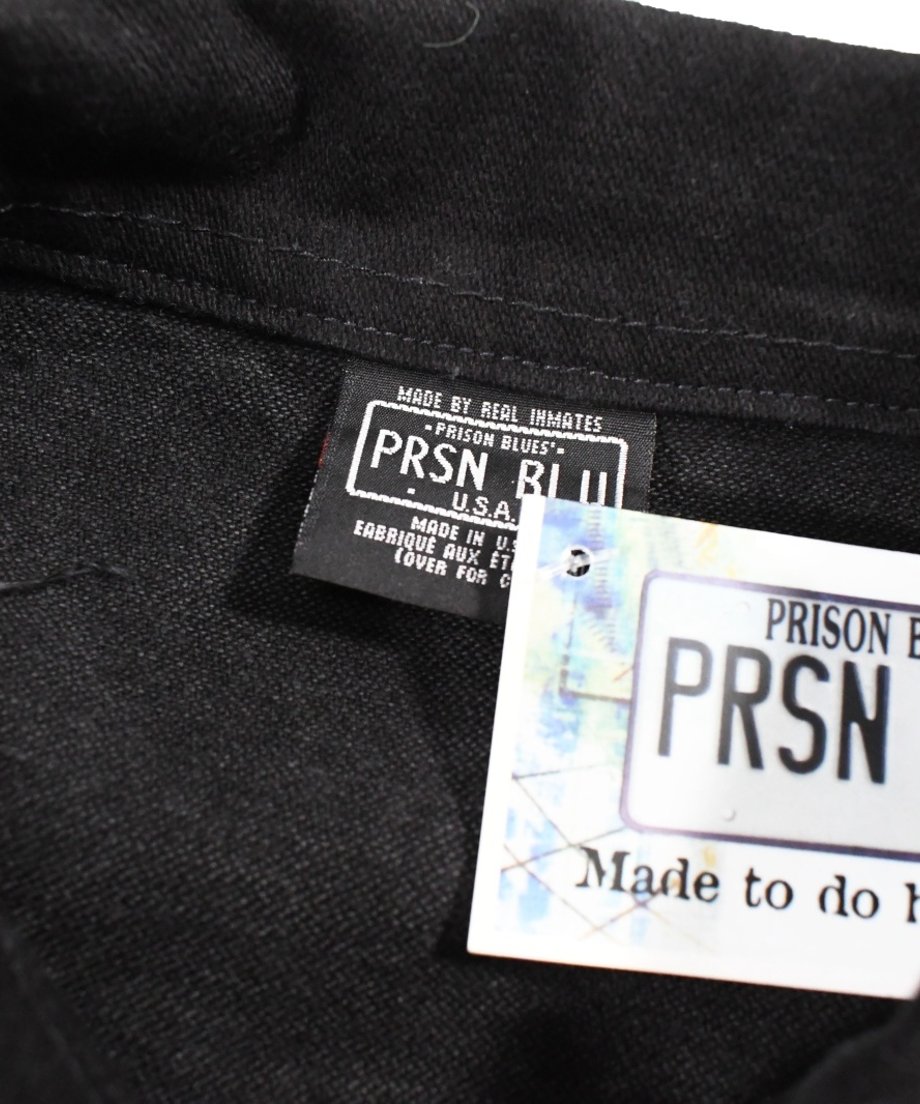 MADE BY REAL INMATES
"PRISON BLUES"
PRSN BLU
U.S.A.
MADE IN U.S
FABRIQUÉ AUX ÉT
(OVER FOR C
PRISON B
PRSN
Made to do h